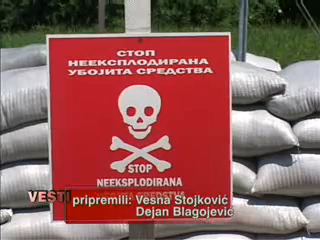 СТОП
НЕЕКСПЛОДИРАНА
УБОЈИТА СРЕДСТВА
STOP
NEEKSPLODIRANA
VESTI
pripremili: Vesna Stojković
Dejan Blagojević